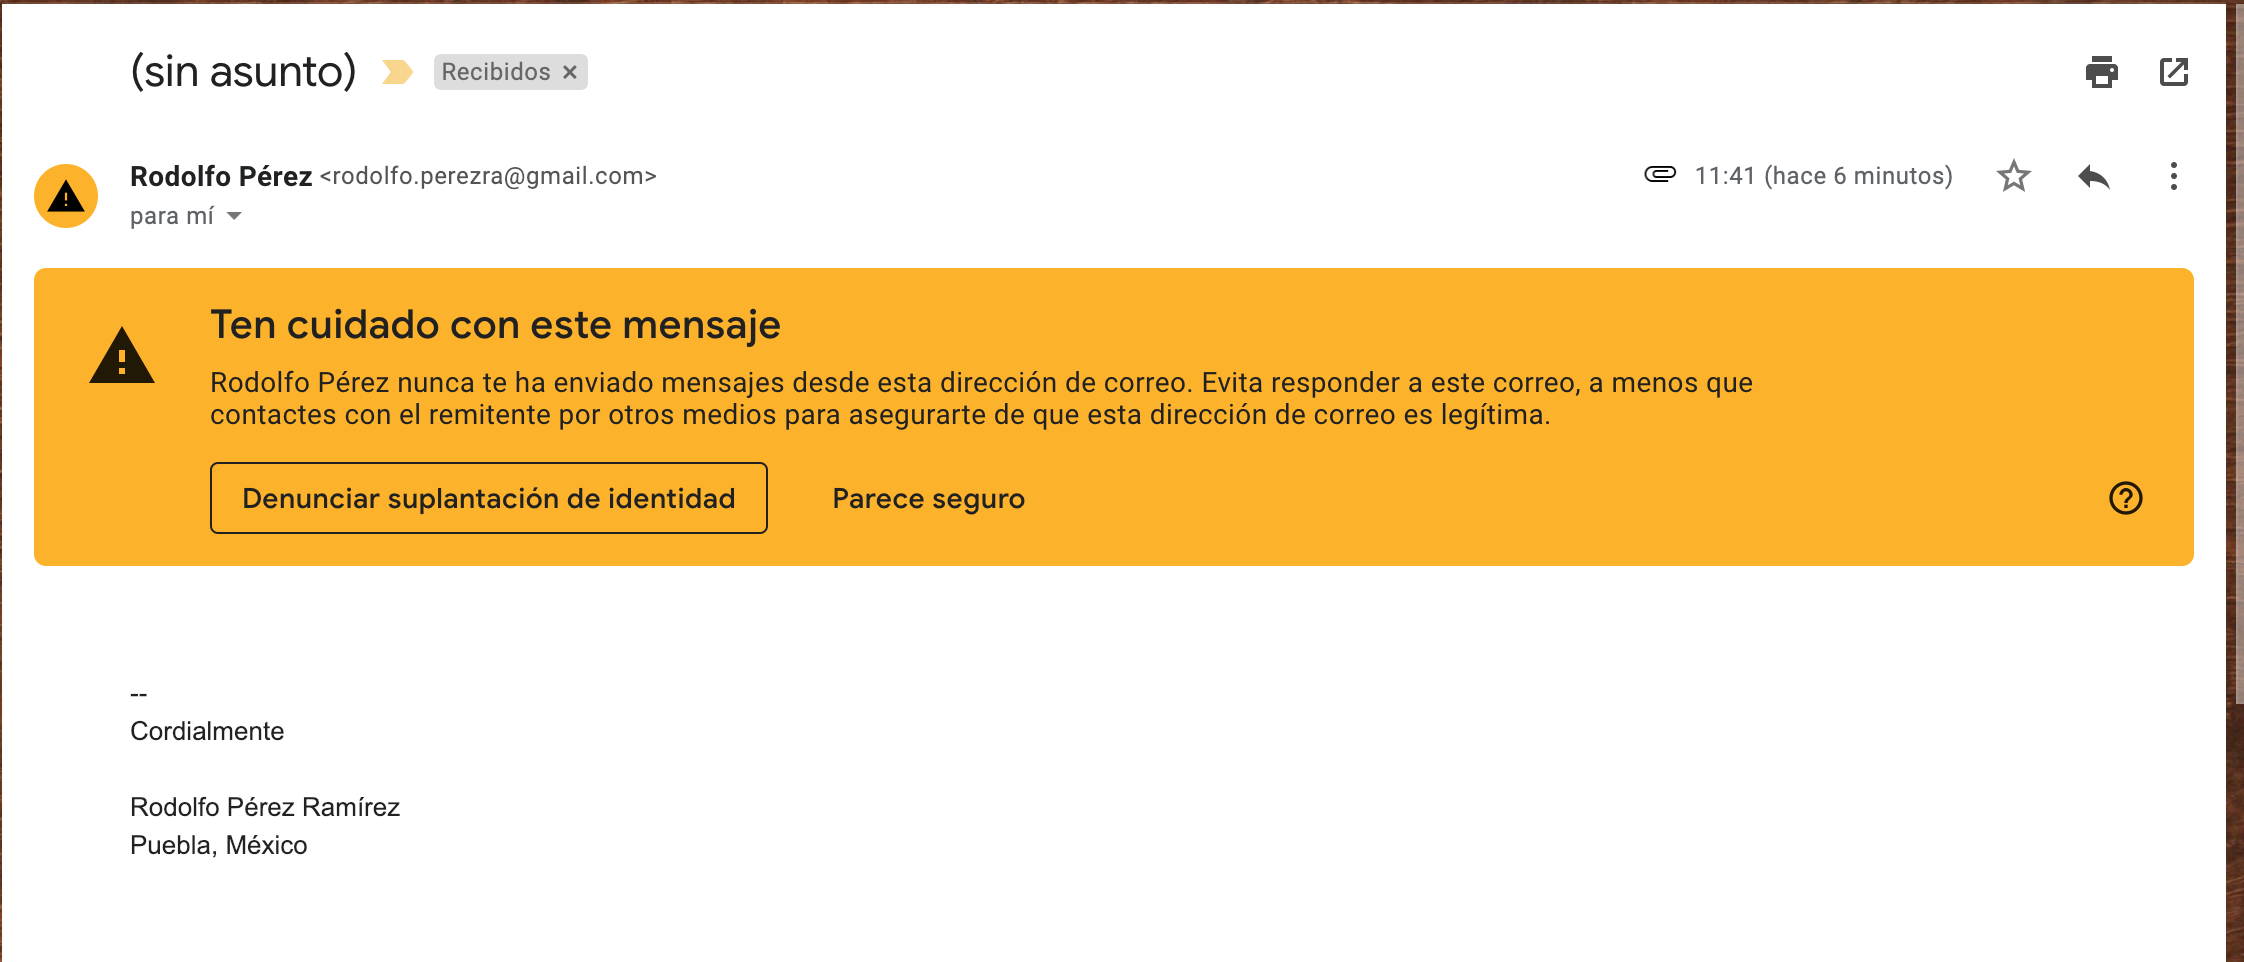 (sin asunto) Recibidos ×
Rodolfo Pérez <rodolfo.perezra@gmail.com> 11:41 (hace 6 minutos)
para mí
Ten cuidado con este mensaje
Rodolfo Pérez nunca te ha enviado mensajes desde esta dirección de correo. Evita responder a este correo, a menos que
contactes con el remitente por otros medios para asegurarte de que esta dirección de correo es legítima.
Denunciar suplantación de identidad Parece seguro
--
Cordialmente
Rodolfo Pérez Ramírez
Puebla, México